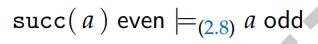 succ(a) even ⊨(2.8) a odd